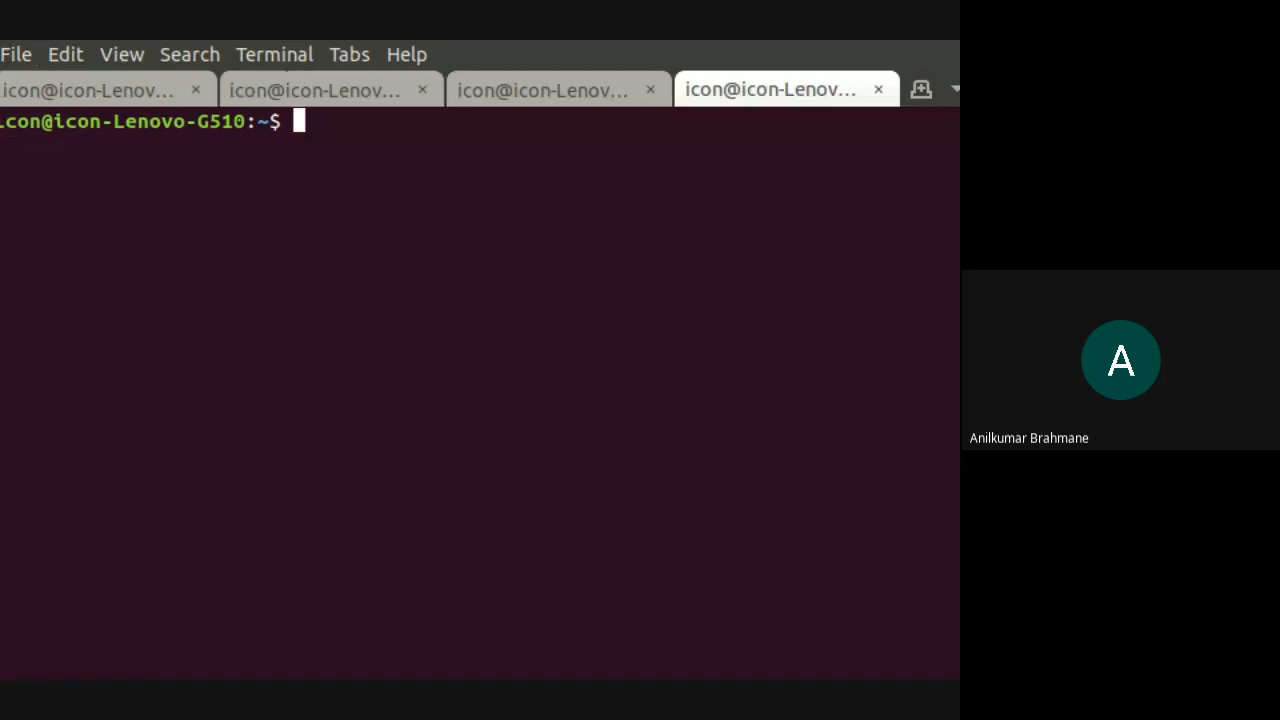 File Edit View Search Terminal Tabs Help
icon@icon-Lenov... × icon@icon-Lenov... × icon@icon-Lenov... × icon@icon-Lenov... ×
icon@icon-Lenovo-G510:~$
A
Anilkumar Brahmane